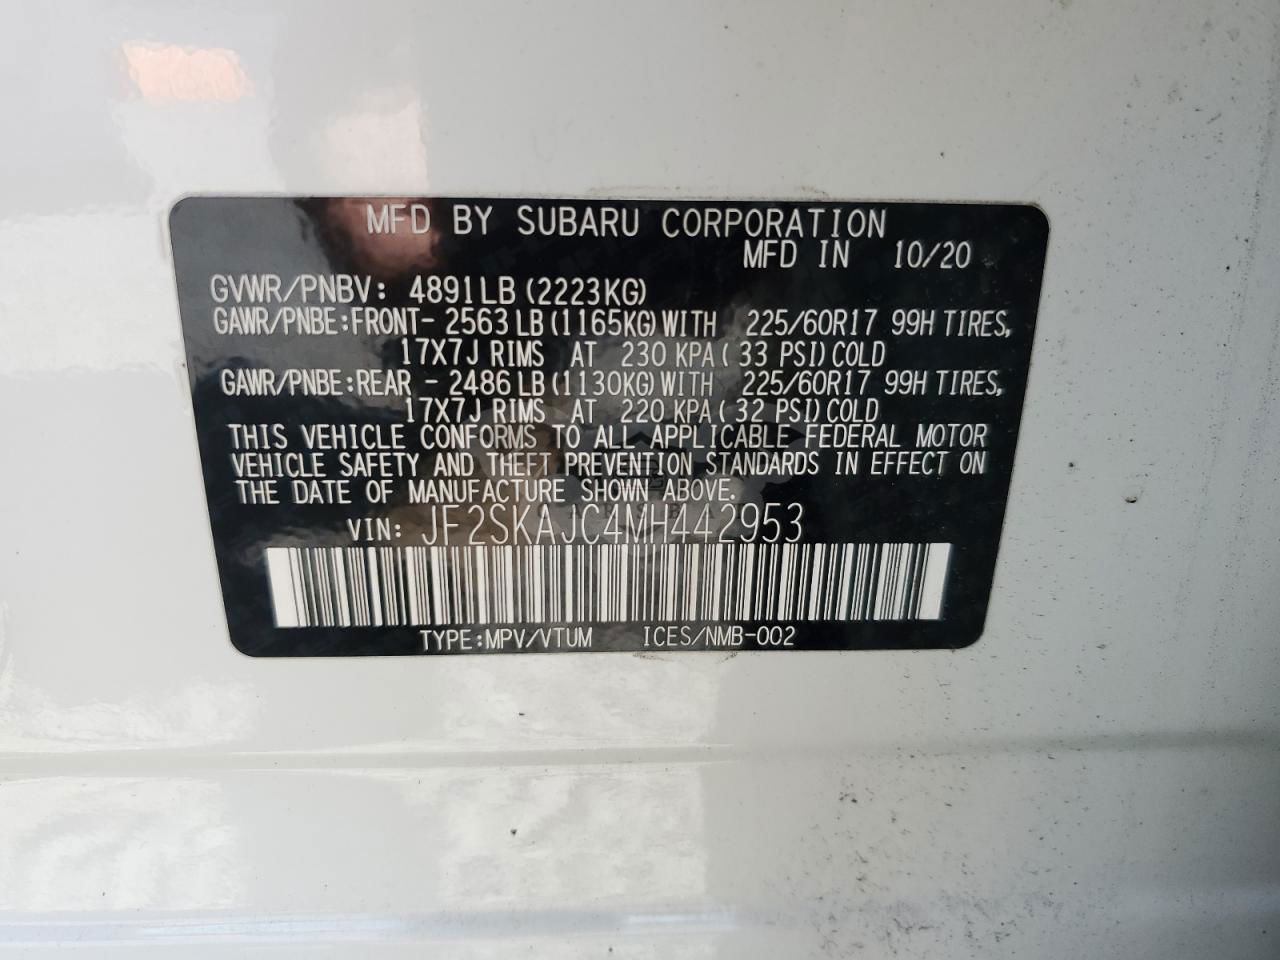 MFD BY SUBARU CORPORATION
MFD IN 10/20
GVWR/PNBV: 4891LB (2223KG)
GAWR/PNBE:FRONT- 2563 LB (1165KG) WITH 225/60R17 99H TIRES,
17X7J RIMS AT 230 KPA ( 33 PSI) COLD
GAWR/PNBE:REAR - 2486 LB (1130KG) WITH 225/60R17 99H TIRES,
17X7J RIMS AT 220 KPA ( 32 PSI) COLD
THIS VEHICLE CONFORMS TO ALL APPLICABLE FEDERAL MOTOR
VEHICLE SAFETY AND THEFT PREVENTION STANDARDS IN EFFECT ON
THE DATE OF MANUFACTURE SHOWN ABOVE.
VIN: JF2SKAJC4MH442953
TYPE:MPV/VTUM ICES/NMB-002